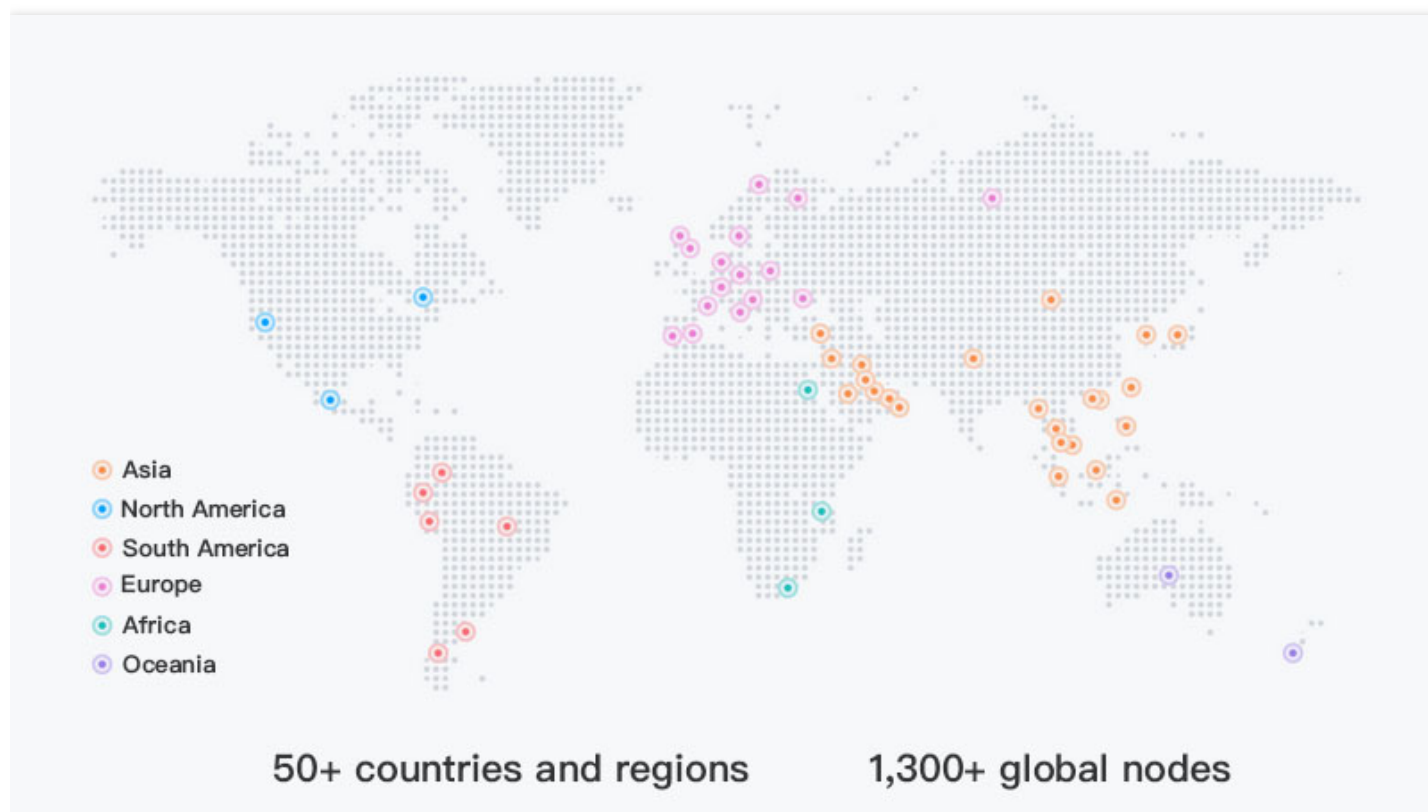 Asia
North America
South America
Europe
Africa
Oceania
50+ countries and regions
1,300+ global nodes